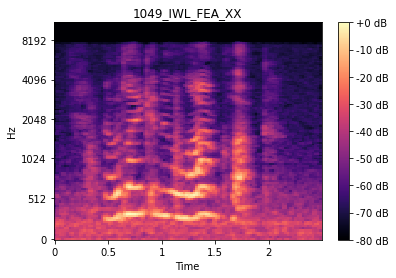 1049_IWL_FEA_XX
+0 dB
8192
-10 dB
4096
-20 dB
-30 dB
2048
Hz
-40 dB
1024
-50 dB
-60 dB
512
-70 dB
0
-80 dB
0
0.5
1
1.5
2
Time